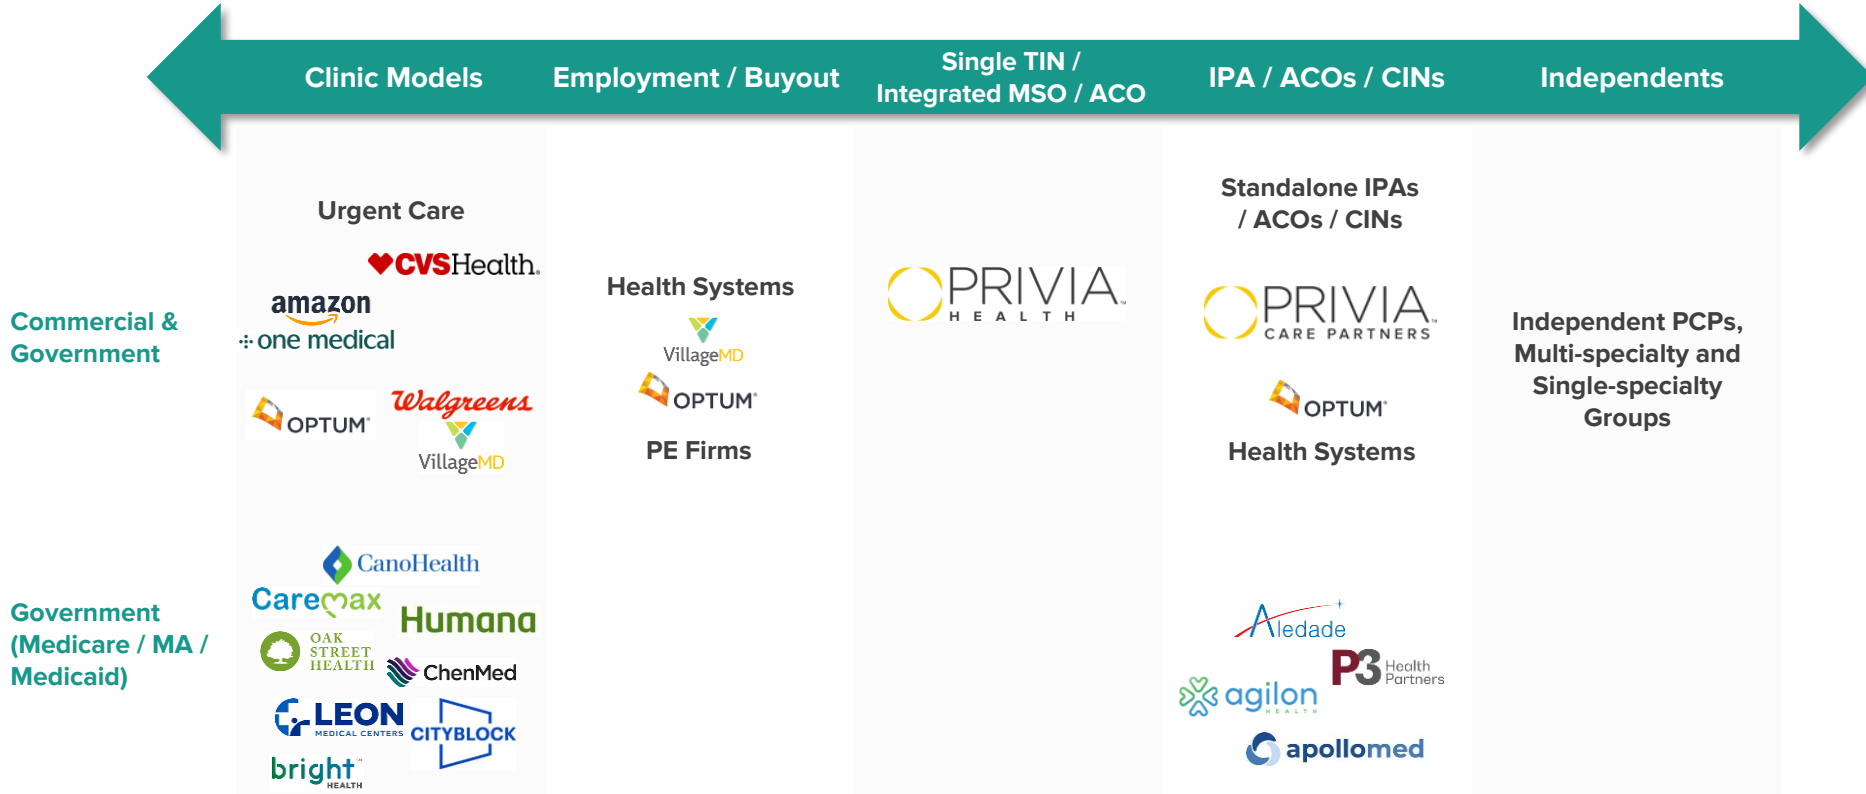 Clinic Models
Employment / Buyout
Single TIN /
Integrated MSO / ACO
IPA / ACOs / CINs
Independents
Commercial &
Government
Urgent Care
CVSHealth.
amazon
one medical
OPTUM®
Walgreens
VillageMD
Health Systems
VillageMD
OPTUM®
PE Firms
PRIVIA™
HEALTH
Standalone IPAs
/ ACOs / CINs
PRIVIA™
CARE PARTNERS
OPTUM®
Health Systems
Independent PCPs,
Multi-specialty and
Single-specialty
Groups
Government
(Medicare / MA /
Medicaid)
CanoHealth
Caremax
Humana
OAK
STREET
HEALTH
ChenMed
LEON
MEDICAL CENTERS
CITYBLOCK
bright™
HEALTH
Aledade
P3 Health
Partners
agilon
HEALTH
apollomed